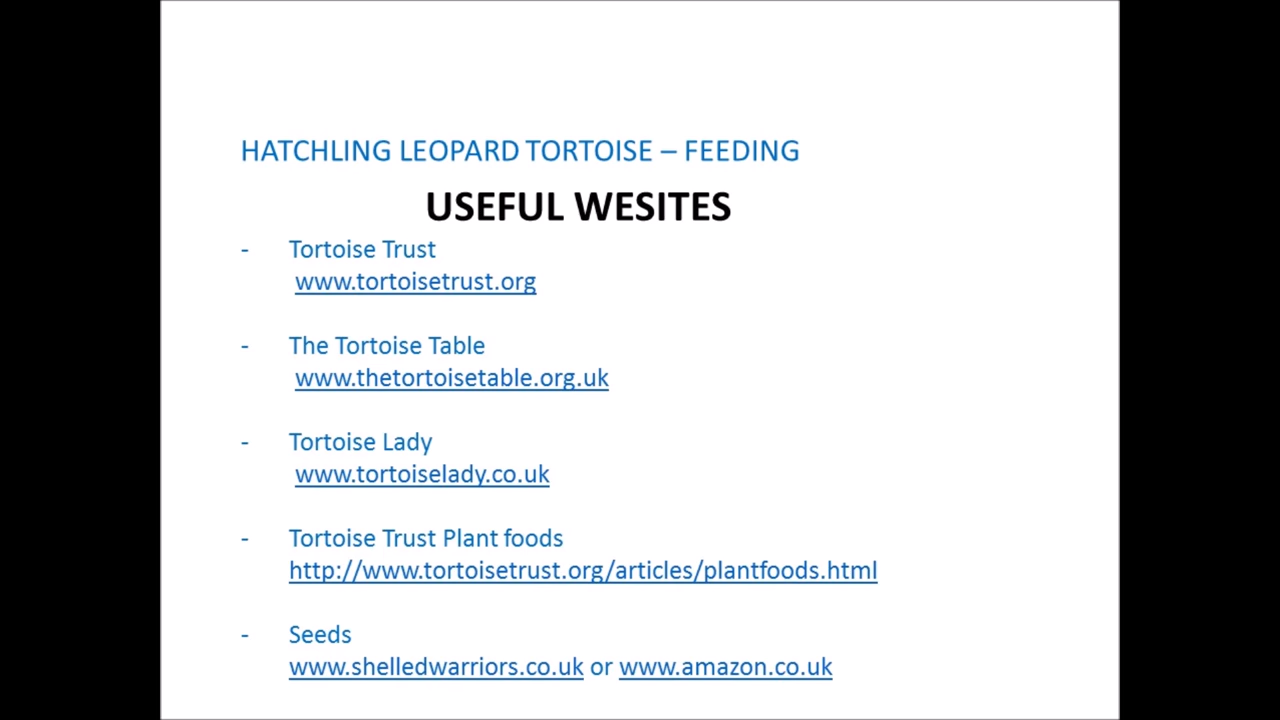 HATCHLING LEOPARD TORTOISE – FEEDING
USEFUL WESITES
- Tortoise Trust
www.tortoisetrust.org
- The Tortoise Table
www.thetortoisetable.org.uk
- Tortoise Lady
www.tortoiselady.co.uk
- Tortoise Trust Plant foods
http://www.tortoisetrust.org/articles/plantfoods.html
- Seeds
www.shelledwarriors.co.uk or www.amazon.co.uk